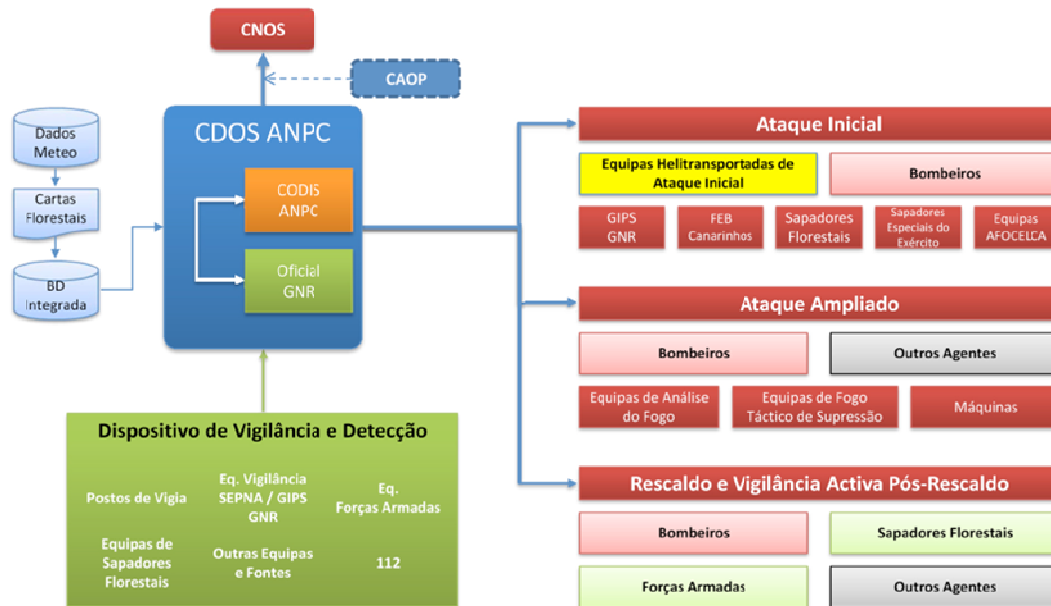 CNOS
CAOP
Dados
Meteo
Cartas
Florestais
BD
Integrada
CDOS ANPC
CODIS
ANPC
Oficial
GNR
Dispositivo de Vigilância e Detecção
Postos de Vigia
Eq. Vigilância
SEPNA / GIPS
GNR
Eq.
Forças Armadas
Equipas de
Sapadores
Florestais
Outras Equipas
e Fontes
112
Ataque Inicial
Equipas Helitransportadas de
Ataque Inicial
Bombeiros
GIPS
GNR
FEB
Canarinhos
Sapadores
Florestais
Sapadores
Especiais do
Exército
Equipas
AFOCELCA
Ataque Ampliado
Bombeiros
Outros Agentes
Equipas de Análise
do Fogo
Equipas de Fogo
Táctico de Supressão
Máquinas
Rescaldo e Vigilância Activa Pós-Rescaldo
Bombeiros
Sapadores Florestais
Forças Armadas
Outros Agentes